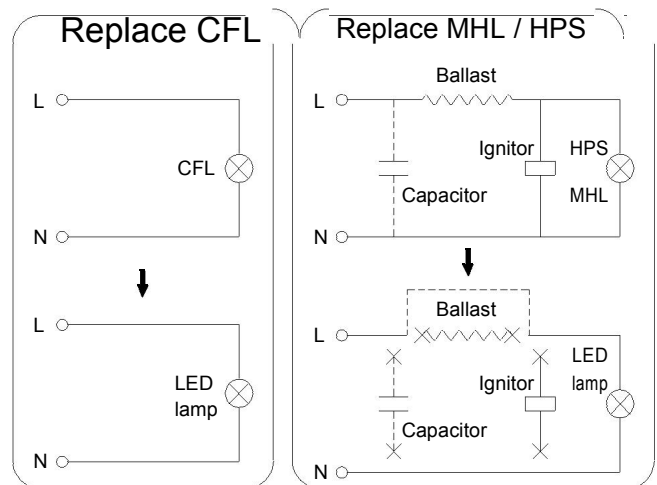 Replace CFL
L
CFL
N
L
LED
lamp
N
Replace MHL / HPS
Ballast
L
Ignitor
HPS
Capacitor
MHL
N
Ballast
L
LED
Ignitor
lamp
Capacitor
N